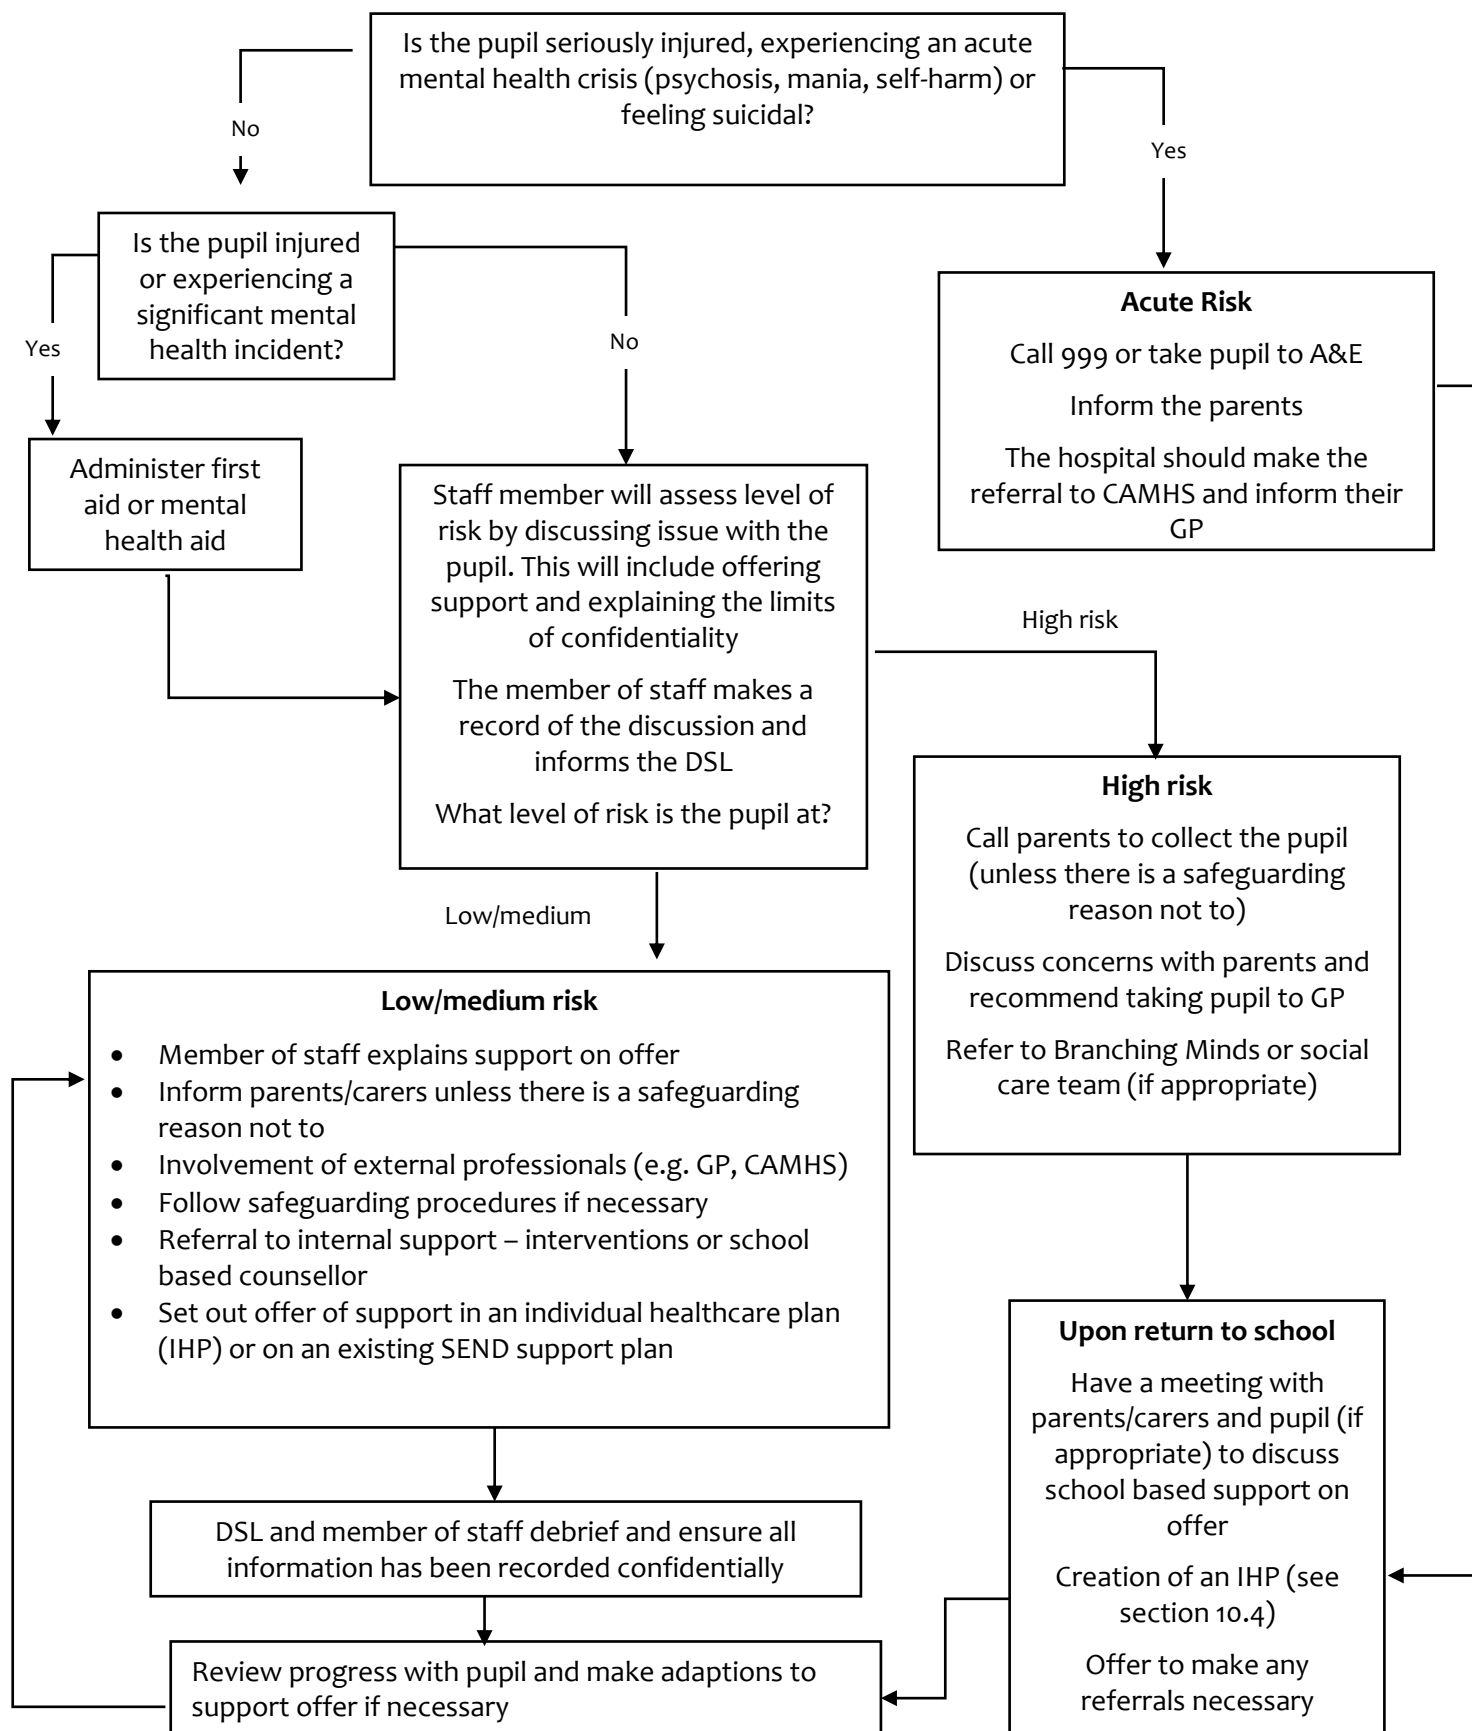 Is the pupil seriously injured, experiencing an acute
mental health crisis (psychosis, mania, self-harm) or
feeling suicidal?
No
Yes
Is the pupil injured
or experiencing a
significant mental
health incident?
Yes
No
Acute Risk
Call 999 or take pupil to A&E
Inform the parents
The hospital should make the
referral to CAMHS and inform their
GP
Administer first
aid or mental
health aid
Staff member will assess level of
risk by discussing issue with the
pupil. This will include offering
support and explaining the limits
of confidentiality
The member of staff makes a
record of the discussion and
informs the DSL
What level of risk is the pupil at?
High risk
High risk
Call parents to collect the pupil
(unless there is a safeguarding
reason not to)
Discuss concerns with parents and
recommend taking pupil to GP
Refer to Branching Minds or social
care team (if appropriate)
Low/medium
Low/medium risk
• Member of staff explains support on offer
• Inform parents/carers unless there is a safeguarding
reason not to
• Involvement of external professionals (e.g. GP, CAMHS)
• Follow safeguarding procedures if necessary
• Referral to internal support – interventions or school
based counsellor
• Set out offer of support in an individual healthcare plan
(IHP) or on an existing SEND support plan
Upon return to school
Have a meeting with
parents/carers and pupil (if
appropriate) to discuss
school based support on
offer
Creation of an IHP (see
section 10.4)
Offer to make any
referrals necessary
DSL and member of staff debrief and ensure all
information has been recorded confidentially
Review progress with pupil and make adaptions to
support offer if necessary